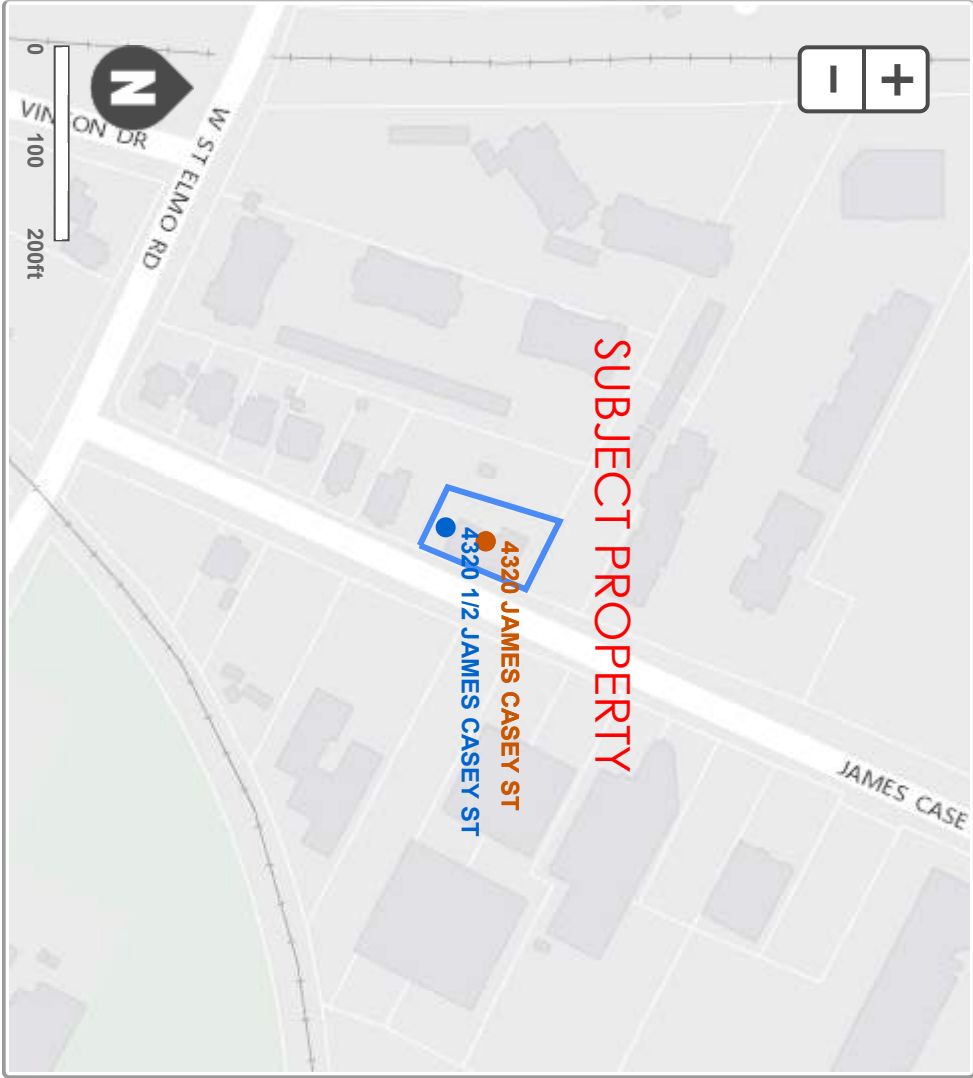 +
−
JAMES CASE
SUBJECT PROPERTY
4320 JAMES CASEY ST
4320 1/2 JAMES CASEY ST
W ST ELMO RD
VINSON DR
N
0 100 200ft